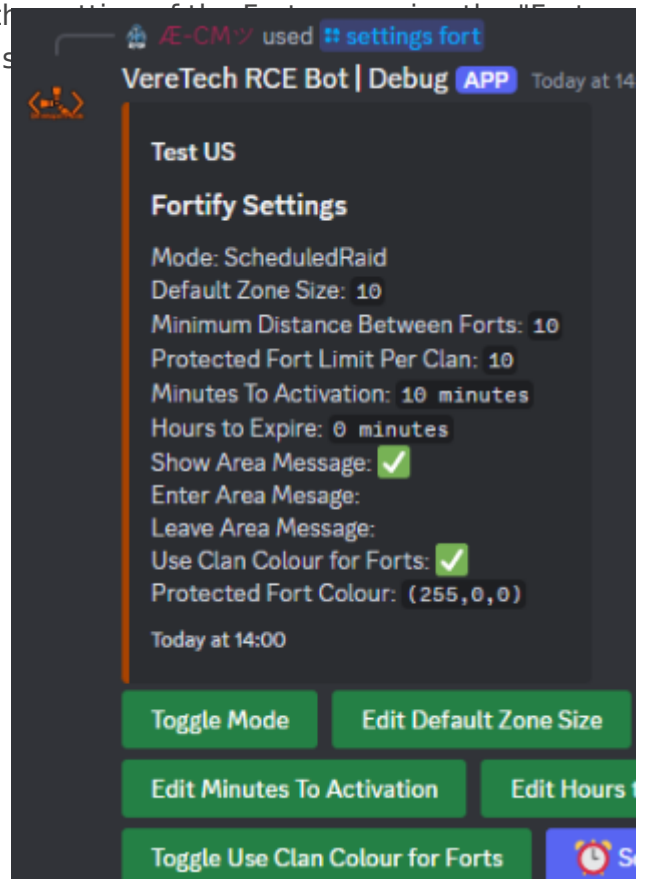 Æ-CMツ used settings fort
VereTech RCE Bot | Debug APP Today at 14
Test US
Fortify Settings
Mode: ScheduledRaid
Default Zone Size: 10
Minimum Distance Between Forts: 10
Protected Fort Limit Per Clan: 10
Minutes To Activation: 10 minutes
Hours to Expire: 0 minutes
Show Area Message: ✅
Enter Area Mesage:
Leave Area Message:
Use Clan Colour for Forts: ✅
Protected Fort Colour: (255,0,0)
Today at 14:00
Toggle Mode Edit Default Zone Size
Edit Minutes To Activation Edit Hours
Toggle Use Clan Colour for Forts